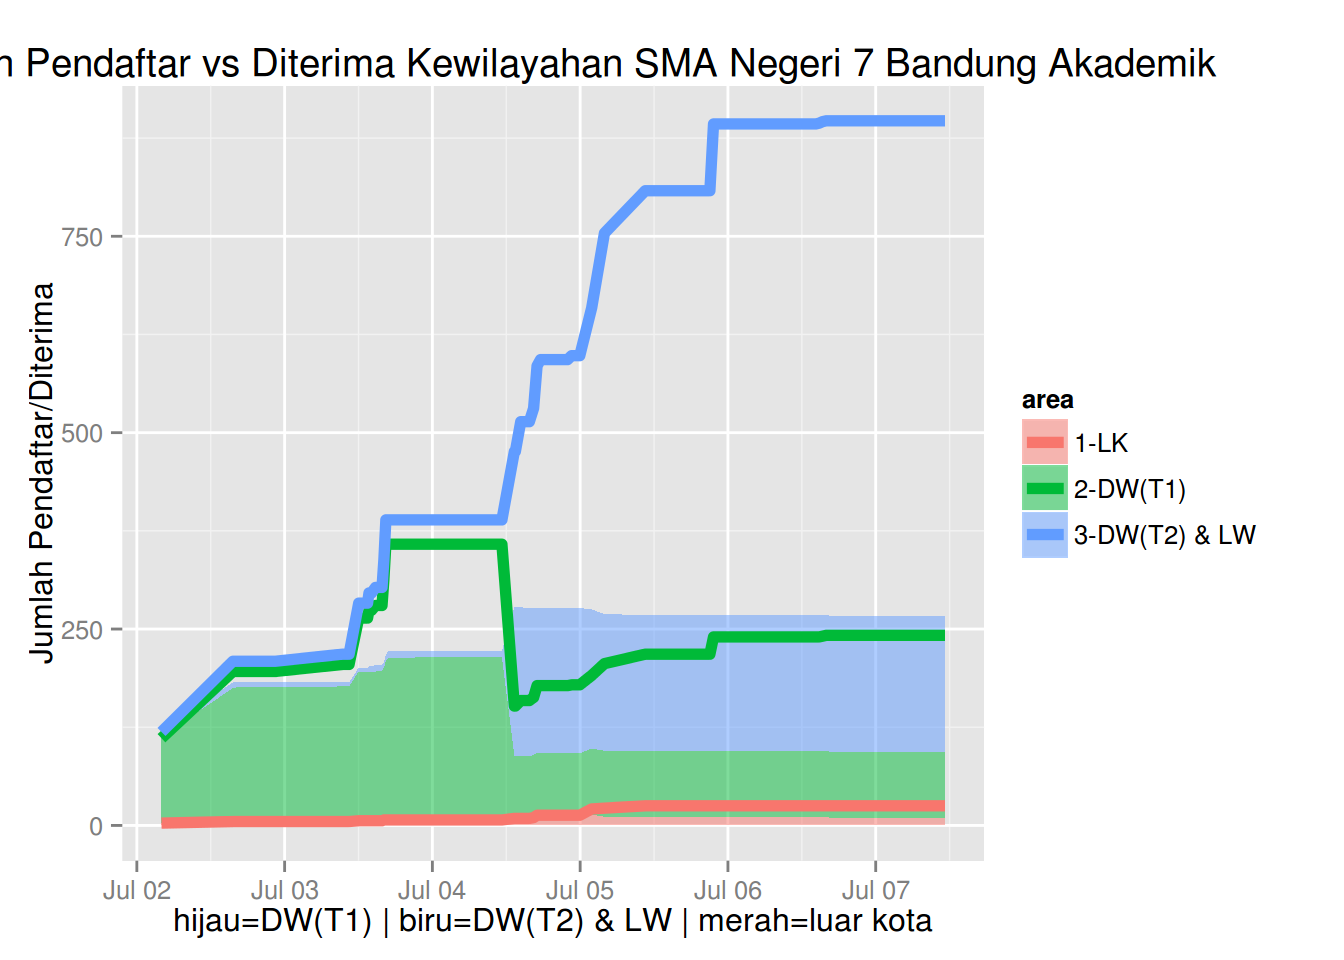 Pendaftar vs Diterima Kewilayahan SMA Negeri 7 Bandung Akademik
Jumlah Pendaftar/Diterima
750
500
250
0
Jul 02 Jul 03 Jul 04 Jul 05 Jul 06 Jul 07
hijau=DW(T1) | biru=DW(T2) & LW | merah=luar kota
area
1-LK
2-DW(T1)
3-DW(T2) & LW